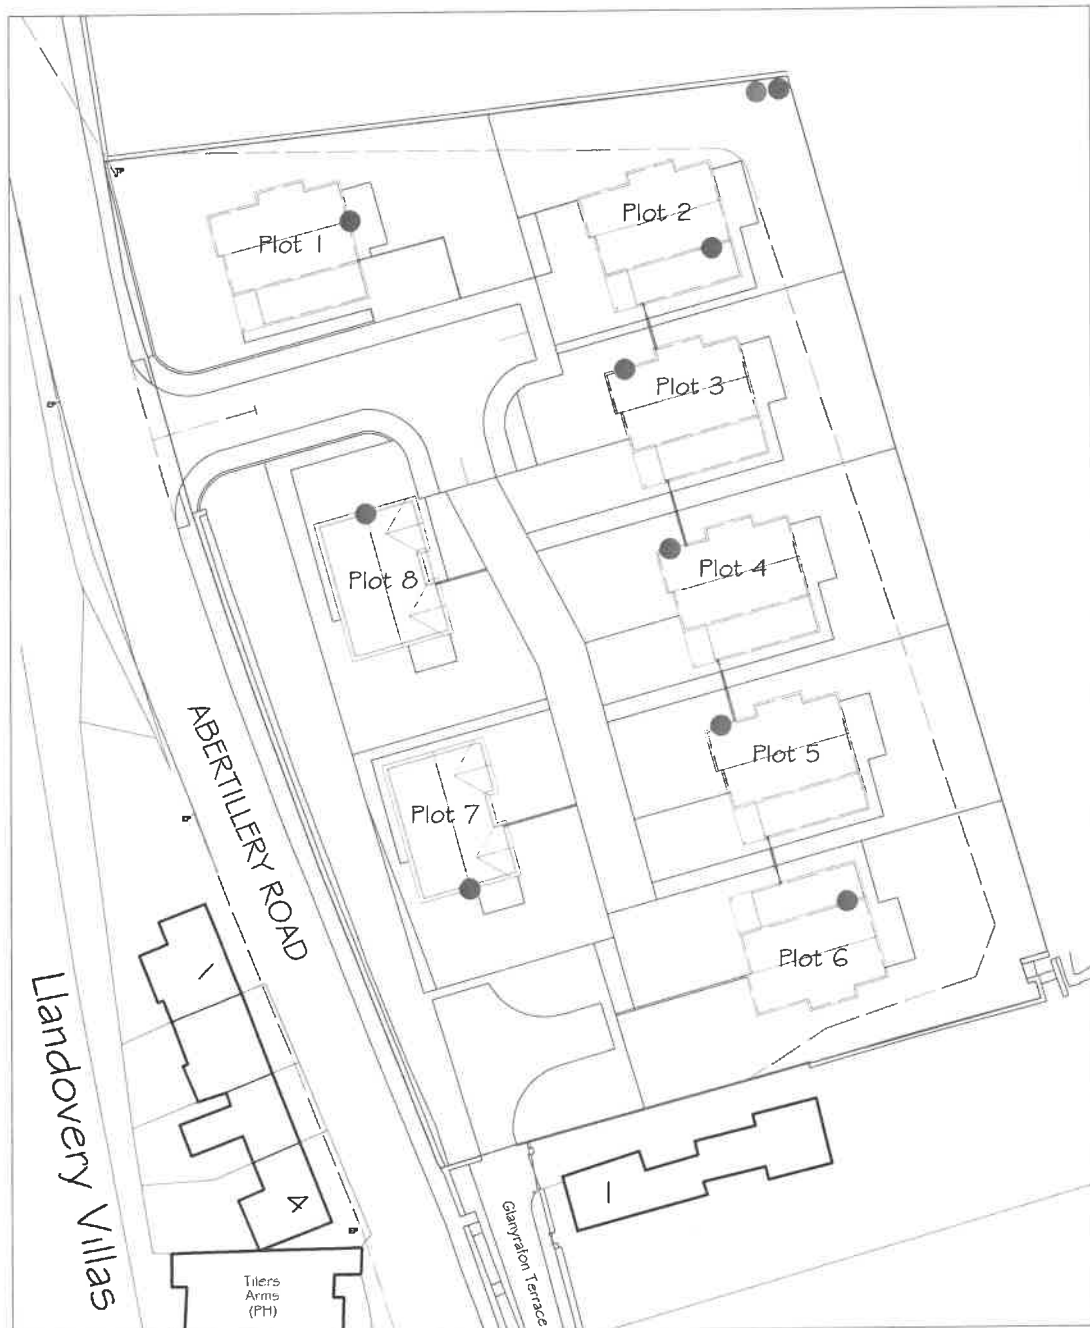 Plot 1
Plot 2
Plot 3
Plot 8
Plot 4
Plot 5
Plot 7
Plot 6
ABERTILLERY ROAD
Llandovery Villas
1
4
1
Glanyrafon Terrace
Tilers
Arms
(PH)